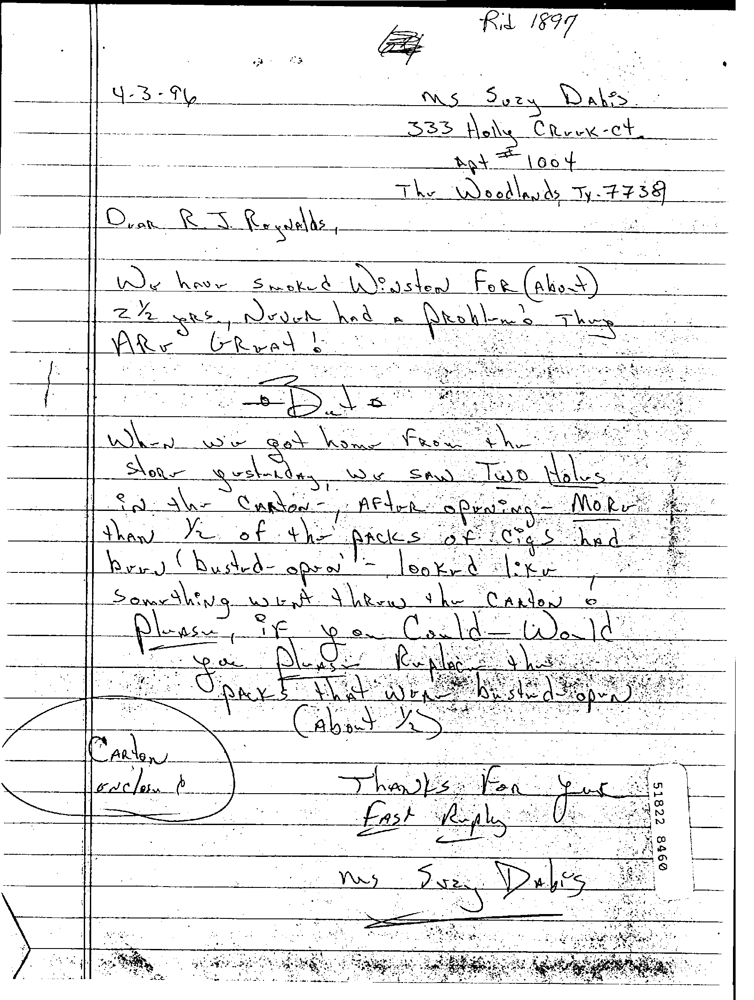 Rid 1897
4-3-96
Ms Suzy Dabis
333 Holly Creek-ct.
Apt # 1004
The Woodlands, Tx. 77381
Dear R. J. Reynolds,
We have smoked Winston For (About)
2 1/2 yrs, Never had a problem's They
ARe GReat!
But
When we got home From the
store yesterday, we saw Two Holes
in the Carton-, After opening- More
than 1/2 of the packs of cigs had
been 'busted-open' - looked like
something went threw the Carton!
Please, if you Could- Would
you please Replace the
packs that were busted-open
(About 1/2)
Carton
enclose
Thanks For your
Fast Reply
Ms Suzy Dabis
51822 8460